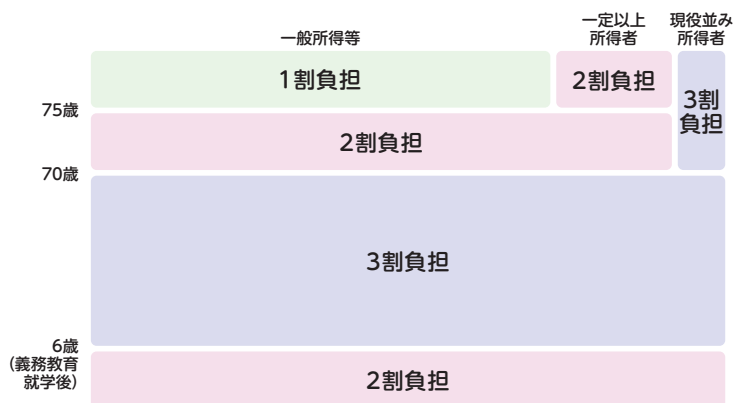 一般所得等
一定以上
所得者
現役並み
所得者
1割負担
2割負担
3割
負担
75歳
2割負担
70歳
3割負担
6歳
(義務教育
就学後)
2割負担